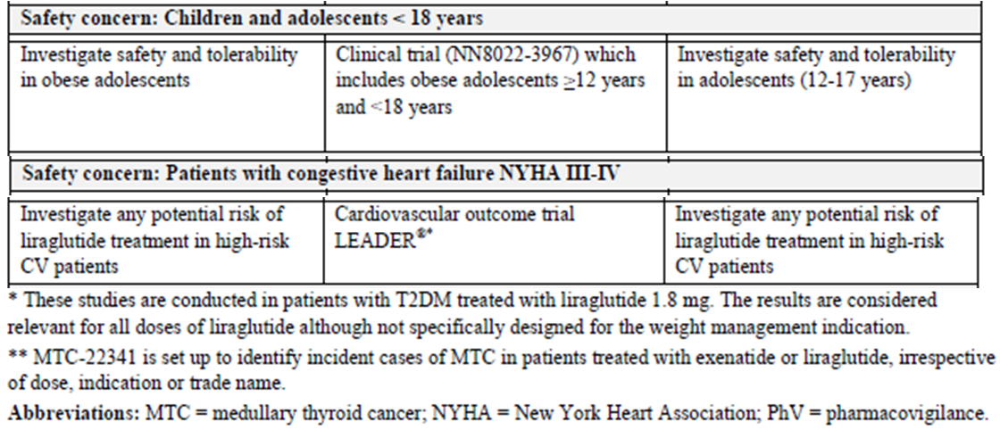 Safety concern: Children and adolescents < 18 years
Investigate safety and tolerability
in obese adolescents
Clinical trial (NN8022-3967) which
includes obese adolescents ≥12 years
and <18 years
Investigate safety and tolerability
in adolescents (12-17 years)
Safety concern: Patients with congestive heart failure NYHA III-IV
Investigate any potential risk of
liraglutide treatment in high-risk
CV patients
Cardiovascular outcome trial
LEADER®*
Investigate any potential risk of
liraglutide treatment in high-risk
CV patients
* These studies are conducted in patients with T2DM treated with liraglutide 1.8 mg. The results are considered
relevant for all doses of liraglutide although not specifically designed for the weight management indication.
** MTC-22341 is set up to identify incident cases of MTC in patients treated with exenatide or liraglutide, irrespective
of dose, indication or trade name.
Abbreviations: MTC = medullary thyroid cancer; NYHA = New York Heart Association; PhV = pharmacovigilance.